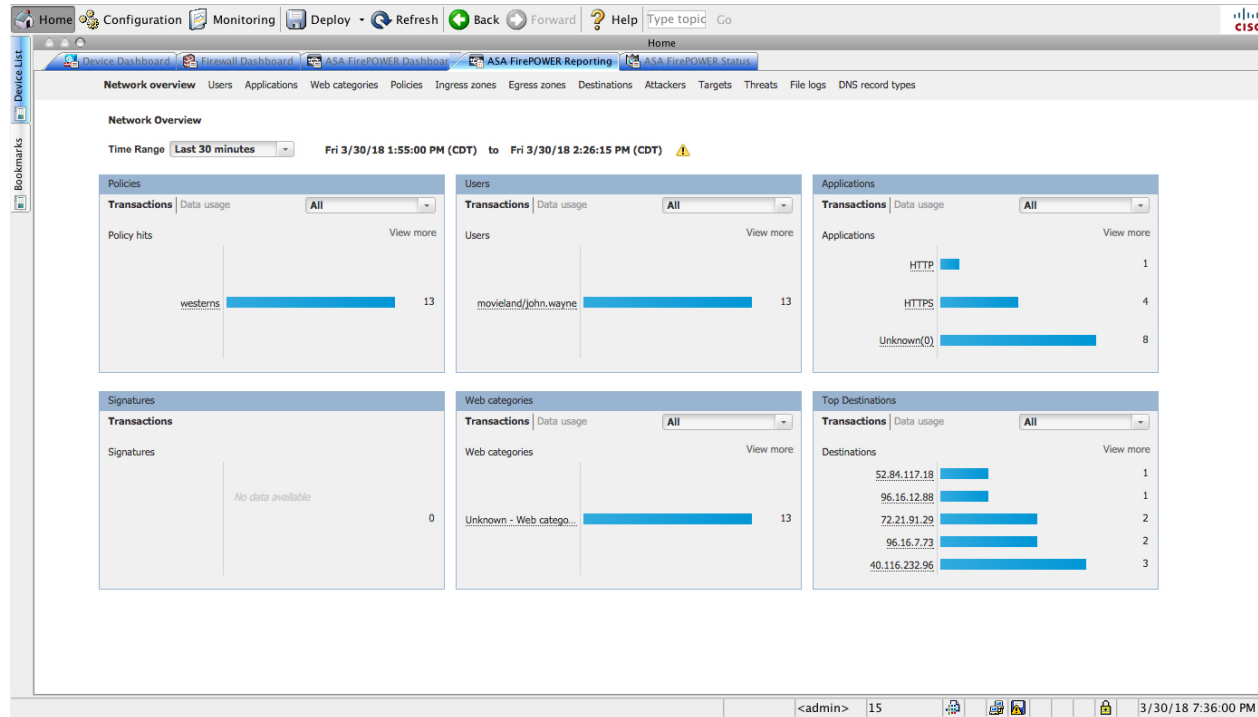 Home Configuration Monitoring Deploy Refresh Back Forward Help Type topic Go
cisco
Home
Device List
Bookmarks
Device Dashboard Firewall Dashboard ASA FirePOWER Dashboar ASA FirePOWER Reporting ASA FirePOWER Status
Network overview Users Applications Web categories Policies Ingress zones Egress zones Destinations Attackers Targets Threats File logs DNS record types
Network Overview
Time Range Last 30 minutes Fri 3/30/18 1:55:00 PM (CDT) to Fri 3/30/18 2:26:15 PM (CDT)
Policies
Transactions Data usage All
Policy hits View more
westerns 13
Users
Transactions Data usage All
Users View more
movieland/john.wayne 13
Applications
Transactions Data usage All
Applications View more
HTTP 1
HTTPS 4
Unknown(0) 8
Signatures
Transactions
Signatures
No data available
0
Web categories
Transactions Data usage All
Web categories View more
Unknown - Web catego... 13
Top Destinations
Transactions Data usage All
Destinations View more
52.84.117.18 1
96.16.12.88 1
72.21.91.29 2
96.16.7.73 2
40.116.232.96 3
<admin> 15 3/30/18 7:36:00 PM